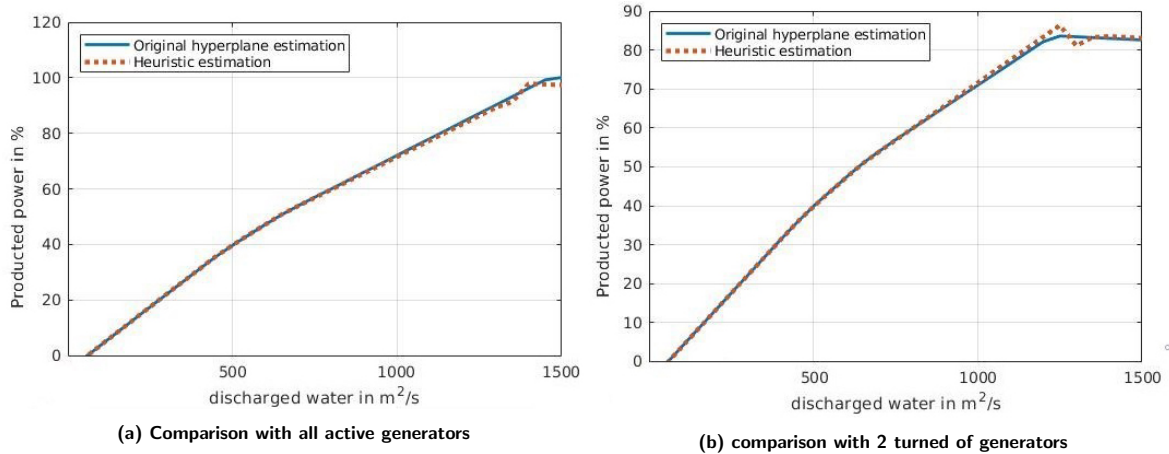 120
100
80
60
40
20
0
Original hyperplane estimation
Heuristic estimation
Producted power in %
500
1000
1500
discharged water in m²/s
(a) Comparison with all active generators
90
80
70
60
50
40
30
20
10
0
Original hyperplane estimation
Heuristic estimation
Producted power in %
500
1000
1500
discharged water in m²/s
(b) comparison with 2 turned of generators